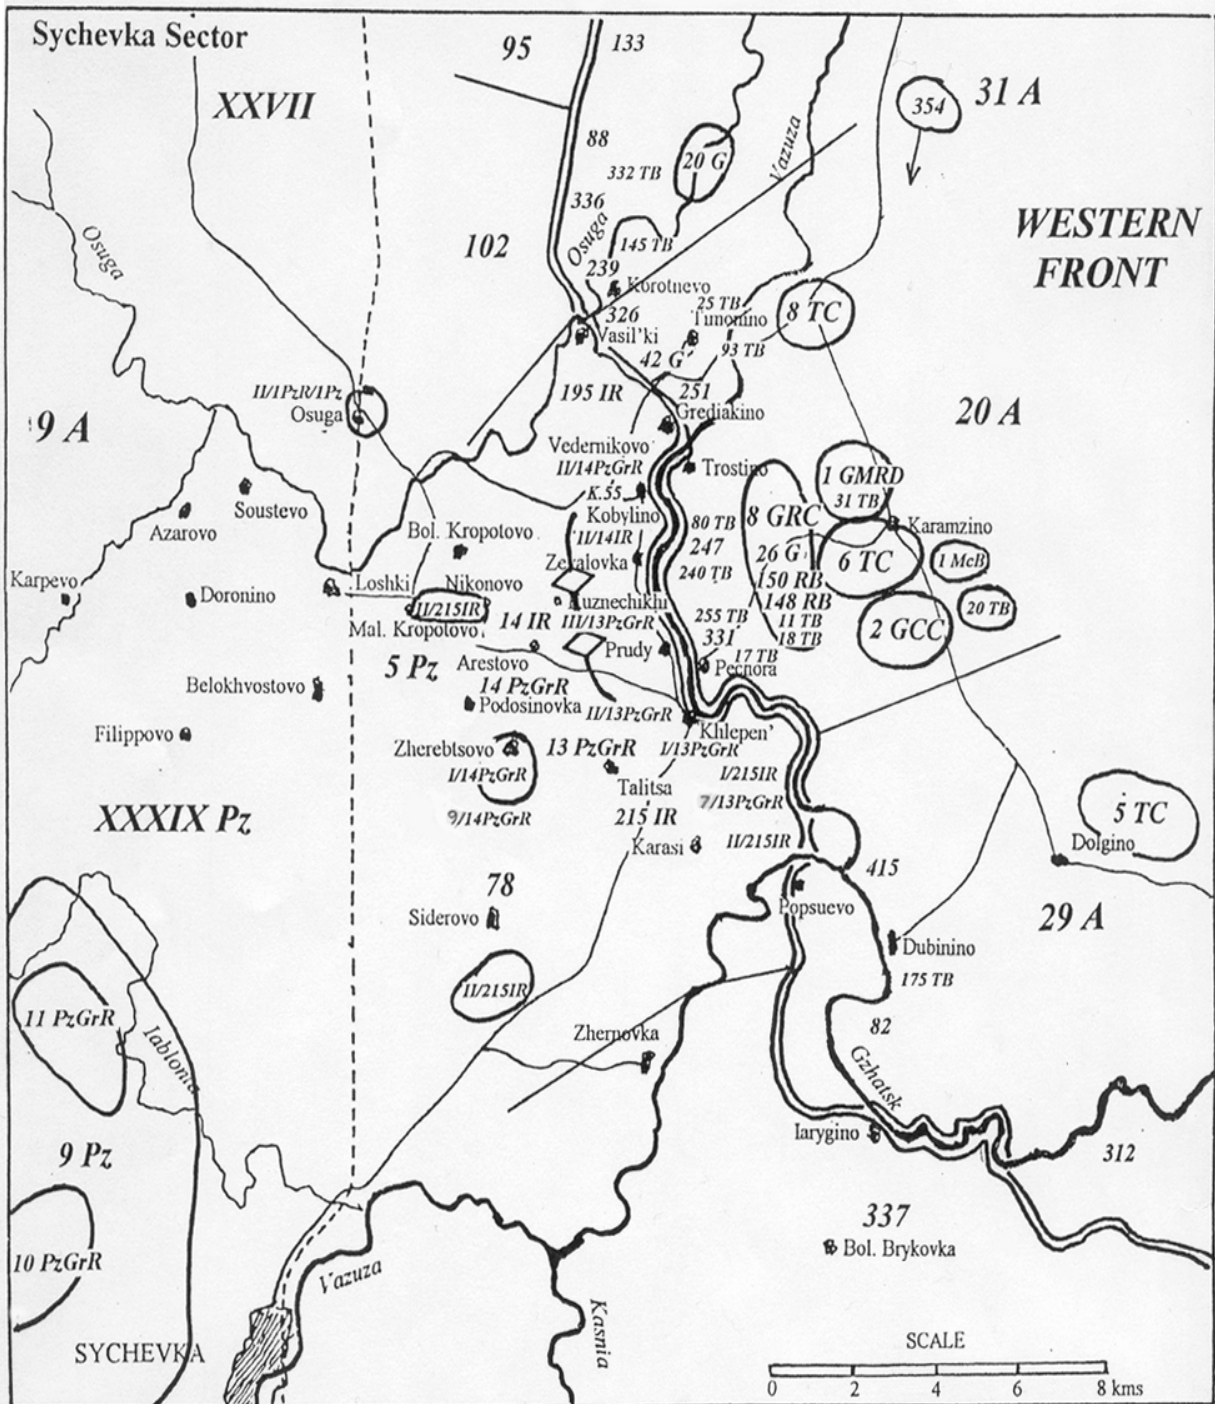 Sychevka Sector
95
133
XXVII
31 A
354
88
Vazuza
20 G
332 TB
336
WESTERN
FRONT
Osuga
102
Osuga
145 TB
239
Korotnevo
25 TB
8 TC
326
Timonino
Vasil'ki
93 TB
42 G
II/1PzR/1Pz
195 IR
251
Osuga
Grediakino
9 A
20 A
Vedernikovo
II/14PzGrR
Trostino
1 GMRD
31 TB
K.55
Soustevo
Kobylino
8 GRC
Azarovo
80 TB
Karamzino
Bol. Kropotovo
II/14IR
247
26 G
6 TC
1 McB
Zevalovka
240 TB
150 RB
Karpevo
Doronino
Loshki
Nikonovo
148 RB
20 TB
II/215IR
Kuznechikhi
255 TB
11 TB
2 GCC
Mal. Kropotovo
14 IR
III/13PzGrR
331
18 TB
5 Pz
Arestovo
Prudy
17 TB
Pechora
Belokhvostovo
14 PzGrR
Podosinovka
II/13PzGrR
Khlepen'
Filippovo
Zherebtsovo
13 PzGrR
I/13PzGrR
I/14PzGrR
Talitsa
I/215IR
7/13PzGrR
5 TC
XXXIX Pz
9/14PzGrR
215 IR
Karasi
II/215IR
Dolgino
415
78
Popsuevo
Siderovo
29 A
Dubinino
II/215IR
175 TB
11 PzGrR
82
Zhernovka
Iablonia
Gzhatsk
9 Pz
Iarygino
312
337
10 PzGrR
Bol. Brykovka
Vazuza
Kasnia
SYCHEVKA
SCALE
0 2 4 6 8 kms